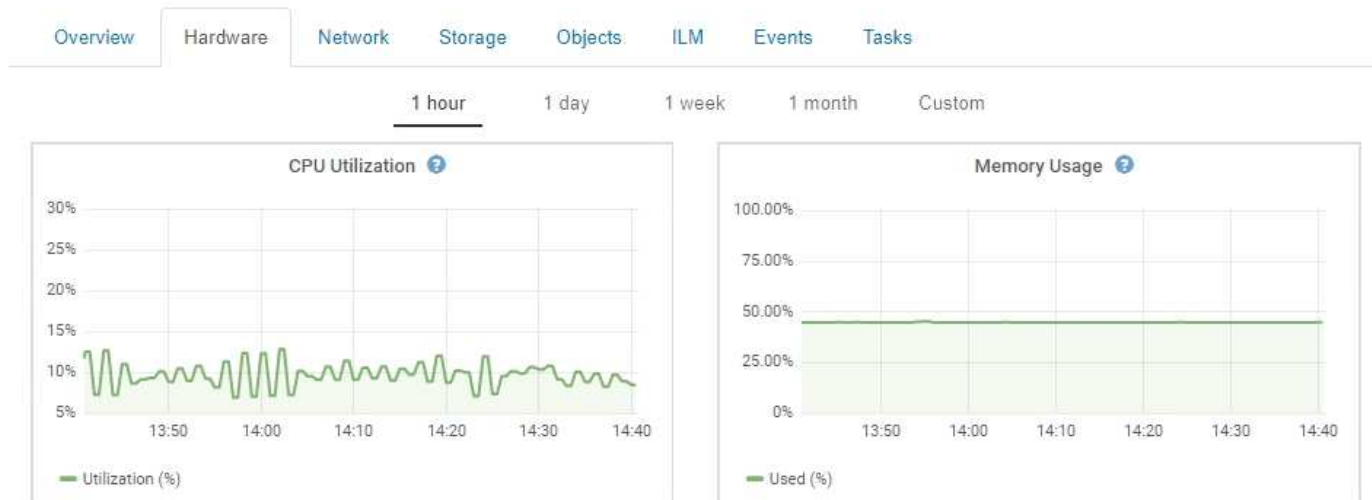 Overview Hardware Network Storage Objects ILM Events Tasks
1 hour 1 day 1 week 1 month Custom
CPU Utilization ?
30%
25%
20%
15%
10%
5%
13:50 14:00 14:10 14:20 14:30 14:40
Utilization (%)
Memory Usage ?
100.00%
75.00%
50.00%
25.00%
0%
13:50 14:00 14:10 14:20 14:30 14:40
Used (%)